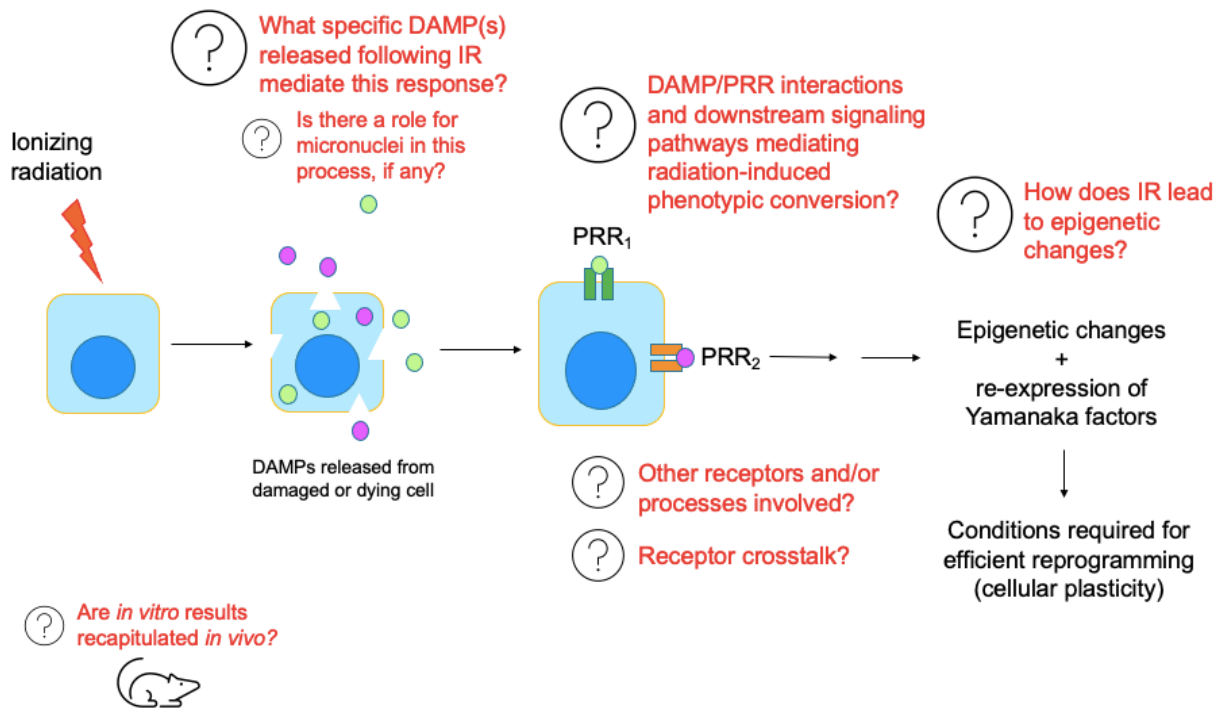 What specific DAMP(s)
released following IR
mediate this response?
Is there a role for
micronuclei in this
process, if any?
Ionizing
radiation
DAMP/PRR interactions
and downstream signaling
pathways mediating
radiation-induced
phenotypic conversion?
How does IR lead
to epigenetic
changes?
PRR₁
PRR₂
Epigenetic changes
+
re-expression of
Yamanaka factors
DAMPs released from
damaged or dying cell
Other receptors and/or
processes involved?
Receptor crosstalk?
Conditions required for
efficient reprogramming
(cellular plasticity)
Are in vitro results
recapitulated in vivo?
?
?
?
?
?
?
?